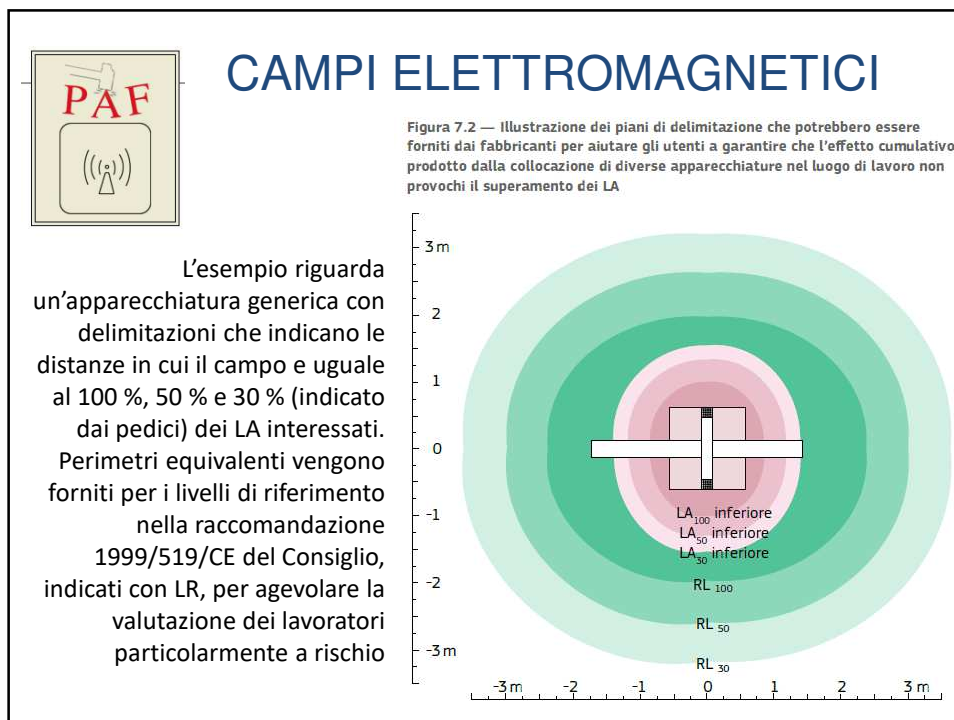 PAF
CAMPI ELETTROMAGNETICI
Figura 7.2 — Illustrazione dei piani di delimitazione che potrebbero essere
forniti dai fabbricanti per aiutare gli utenti a garantire che l'effetto cumulativo
prodotto dalla collocazione di diverse apparecchiature nel luogo di lavoro non
provochi il superamento dei LA
L'esempio riguarda
un'apparecchiatura generica con
delimitazioni che indicano le
distanze in cui il campo e uguale
al 100 %, 50 % e 30 % (indicato
dai pedici) dei LA interessati.
Perimetri equivalenti vengono
forniti per i livelli di riferimento
nella raccomandazione
1999/519/CE del Consiglio,
indicati con LR, per agevolare la
valutazione dei lavoratori
particolarmente a rischio
3 m
2
1
0
-1
-2
-3 m
LA100 inferiore
LA50 inferiore
LA30 inferiore
RL 100
RL 50
RL 30
-3 m -2 -1 0 1 2 3 m